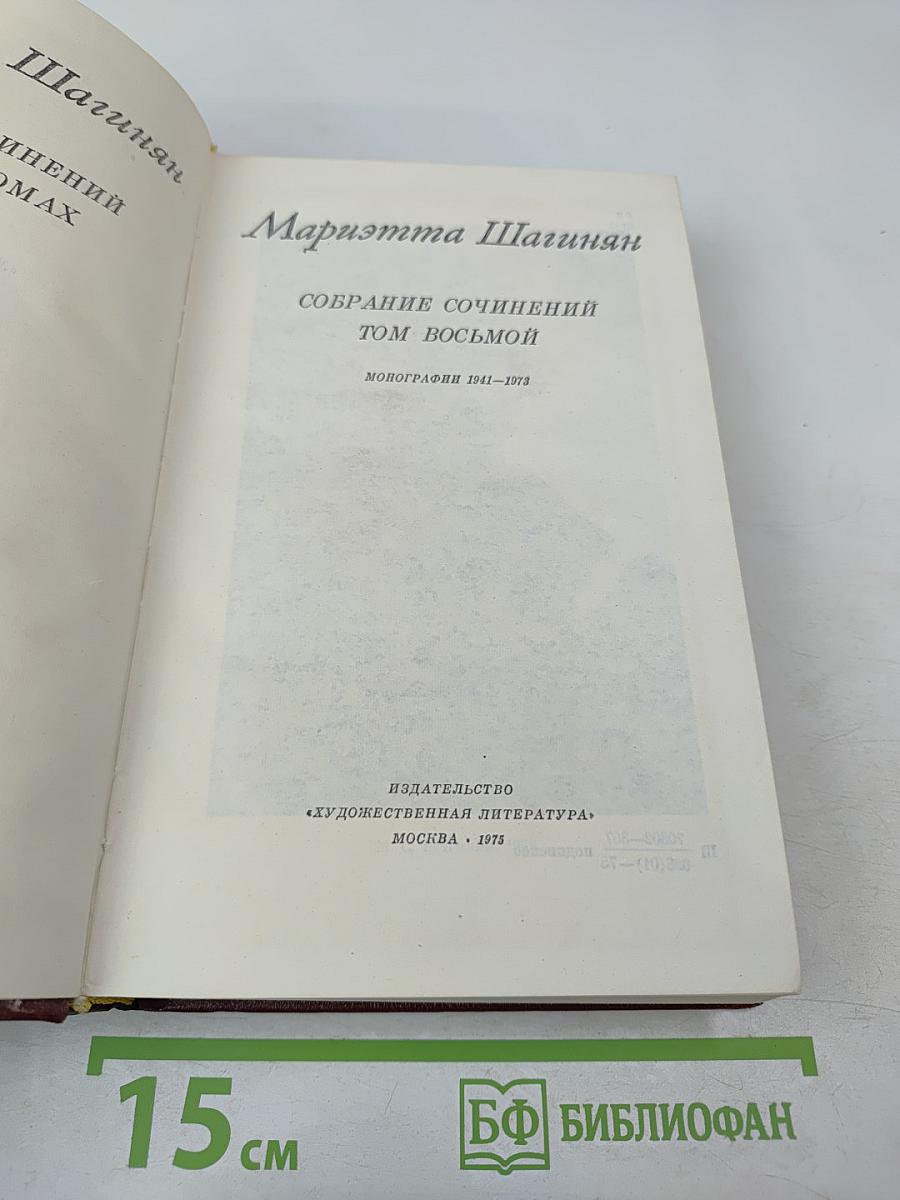 Шагинян
ИНЕНИЙ
ОМАХ
Мариэтта Шагинян
СОБРАНИЕ СОЧИНЕНИЙ
ТОМ ВОСЬМОЙ
МОНОГРАФИИ 1941—1973
ИЗДАТЕЛЬСТВО
«ХУДОЖЕСТВЕННАЯ ЛИТЕРАТУРА»
МОСКВА · 1975
15 см
БФ БИБЛИОФАН